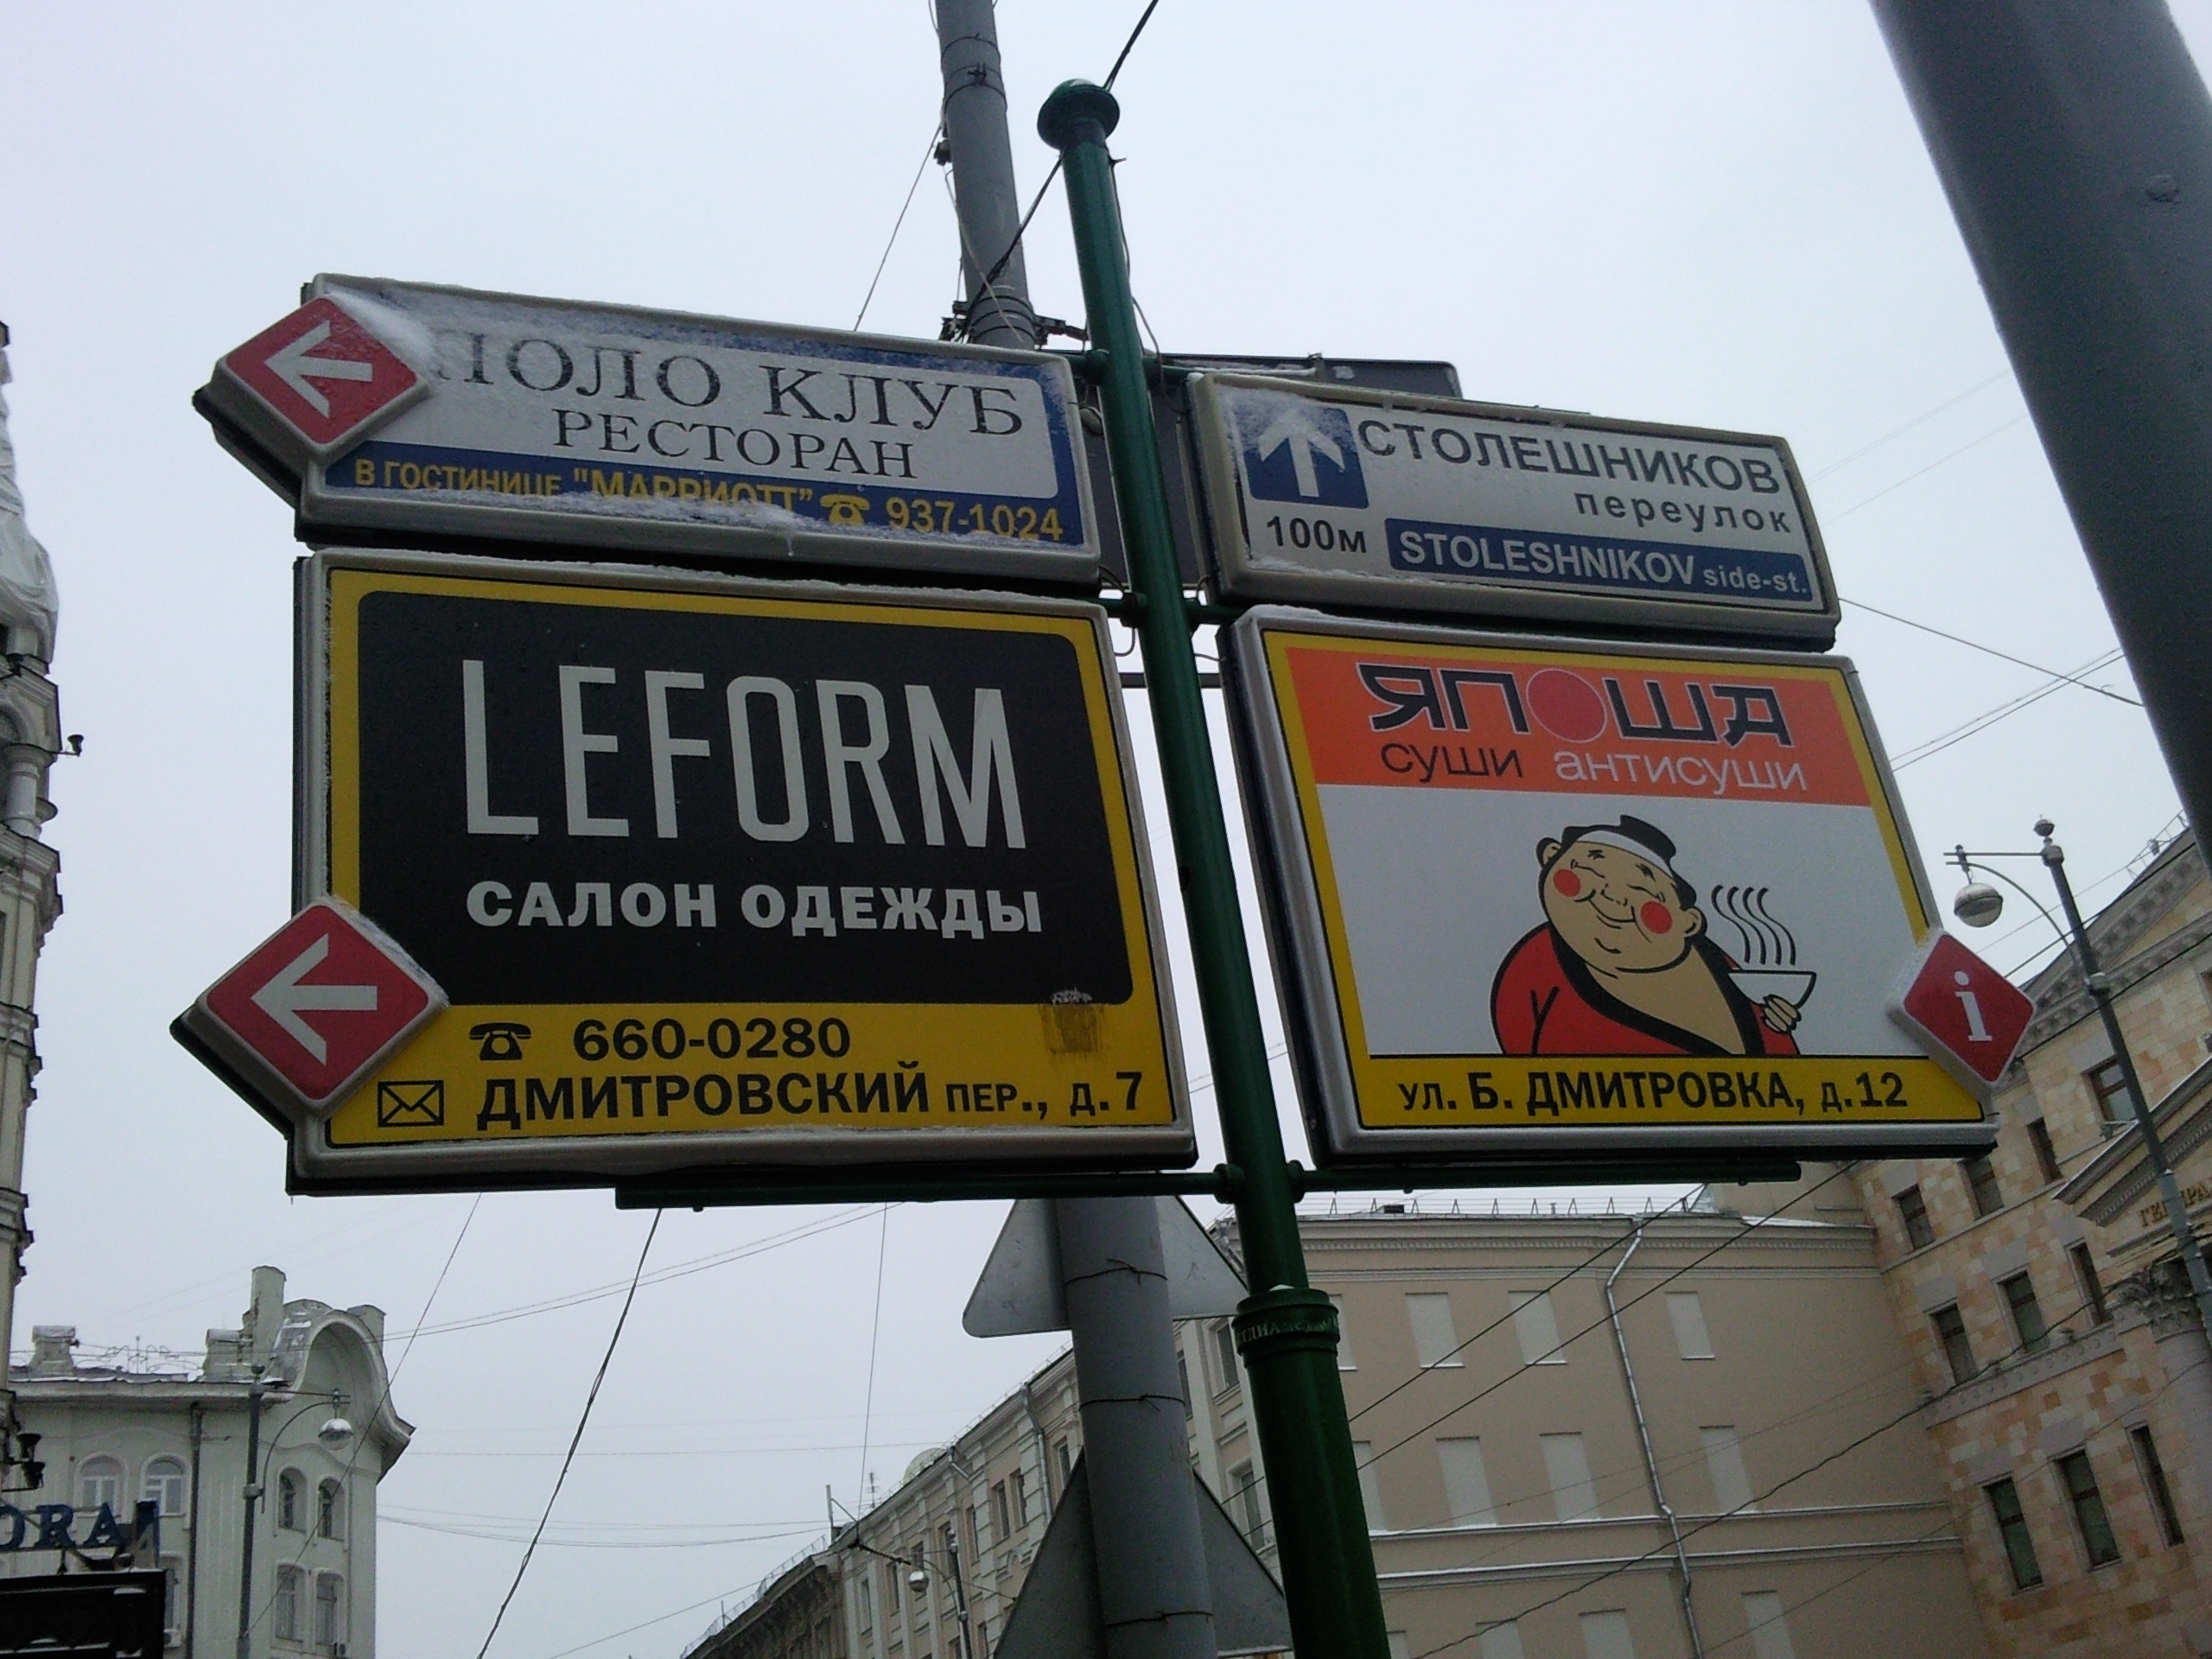 ПОЛО КЛУБ
РЕСТОРАН
В ГОСТИНИЦЕ "МАРРИОТТ" 937-1024
LEFORM
САЛОН ОДЕЖДЫ
660-0280
ДМИТРОВСКИЙ ПЕР., Д. 7
СТОЛЕШНИКОВ
переулок
100м STOLESHNIKOV side-st.
ЯПОША
суши антисуши
i
УЛ. Б. ДМИТРОВКА, Д.12